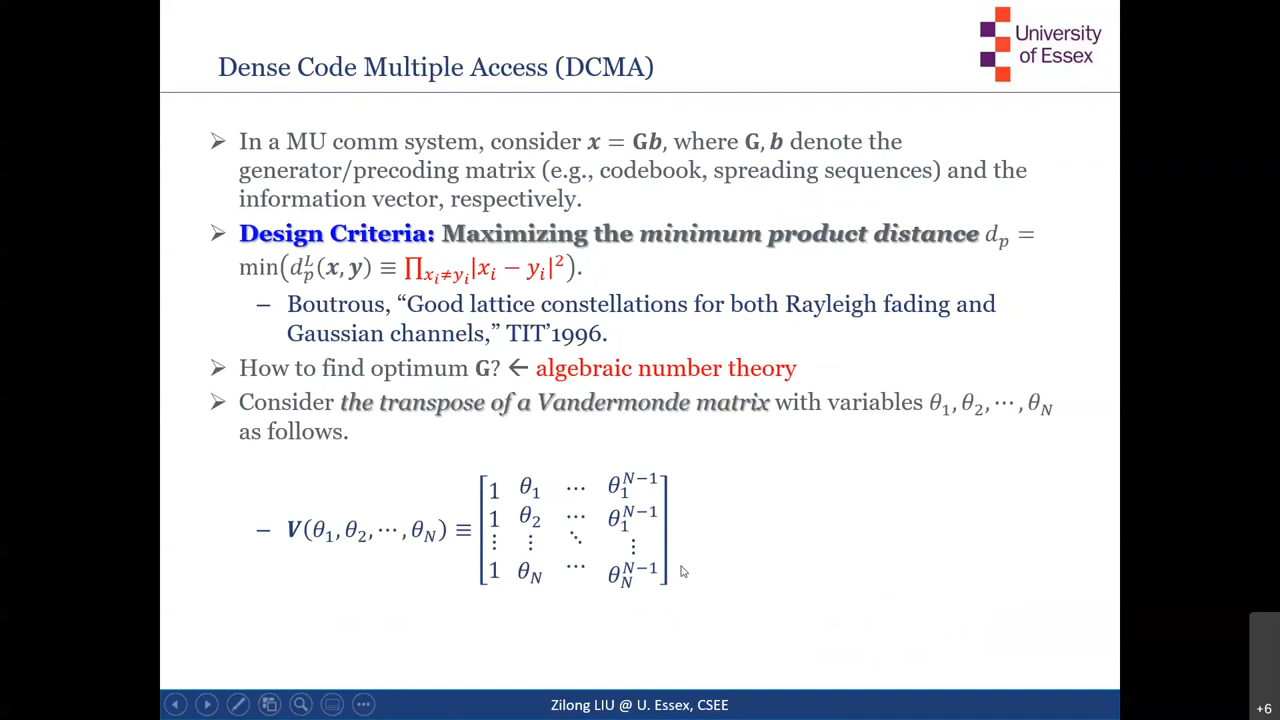 University
of Essex
Dense Code Multiple Access (DCMA)
➢ In a MU comm system, consider 𝒙 = 𝐆𝒃, where 𝐆, 𝒃 denote the
generator/precoding matrix (e.g., codebook, spreading sequences) and the
information vector, respectively.
➢ Design Criteria: Maximizing the minimum product distance d_p =
min(d_p^L(𝒙, 𝒚) ≡ ∏_{x_i≠y_i}|x_i − y_i|^2).
– Boutrous, “Good lattice constellations for both Rayleigh fading and
Gaussian channels,” TIT’1996.
➢ How to find optimum 𝐆? ← algebraic number theory
➢ Consider the transpose of a Vandermonde matrix with variables θ_1, θ_2, ⋯, θ_N
as follows.
– 𝑽(θ_1, θ_2, ⋯, θ_N) ≡
1 θ_1 ⋯ θ_1^{N−1}
1 θ_2 ⋯ θ_1^{N−1}
⋮ ⋮ ⋱ ⋮
1 θ_N ⋯ θ_N^{N−1}
Zilong LIU @ U. Essex, CSEE
+6